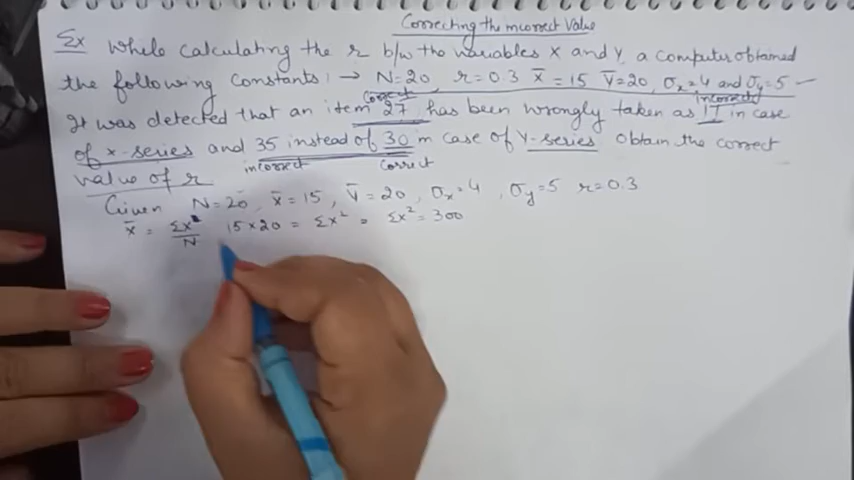 Correcting the incorrect value
Ex While calculating the r b/w the variables X and Y, a computer obtained
the following constants:→ N=20 r=0.3 X̄ =15 Ȳ=20, σx=4 and σy=5 -
correct incorrect
It was detected that an item 27 has been wrongly taken as 17 in case
of x-series and 35 instead of 30 in case of Y-series obtain the correct
incorrect correct
value of r
Given N=20, x̄=15, Ȳ=20, σx=4, σy=5 r=0.3
x̄ = Σx²/N 15×20 = Σx² = Σx²=300